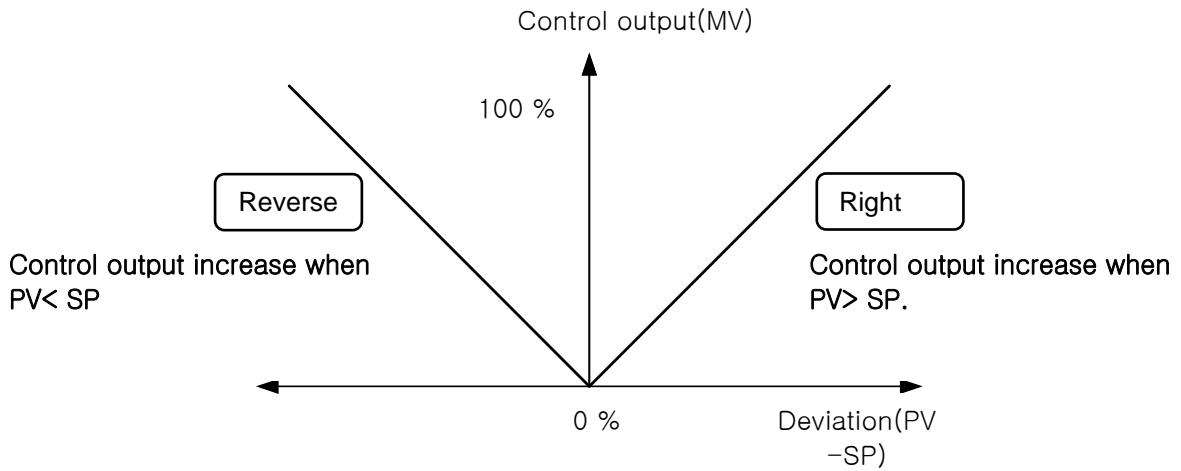 Control output(MV)
100 %
Reverse
Right
Control output increase when
PV< SP
Control output increase when
PV> SP.
0 %
Deviation(PV
-SP)